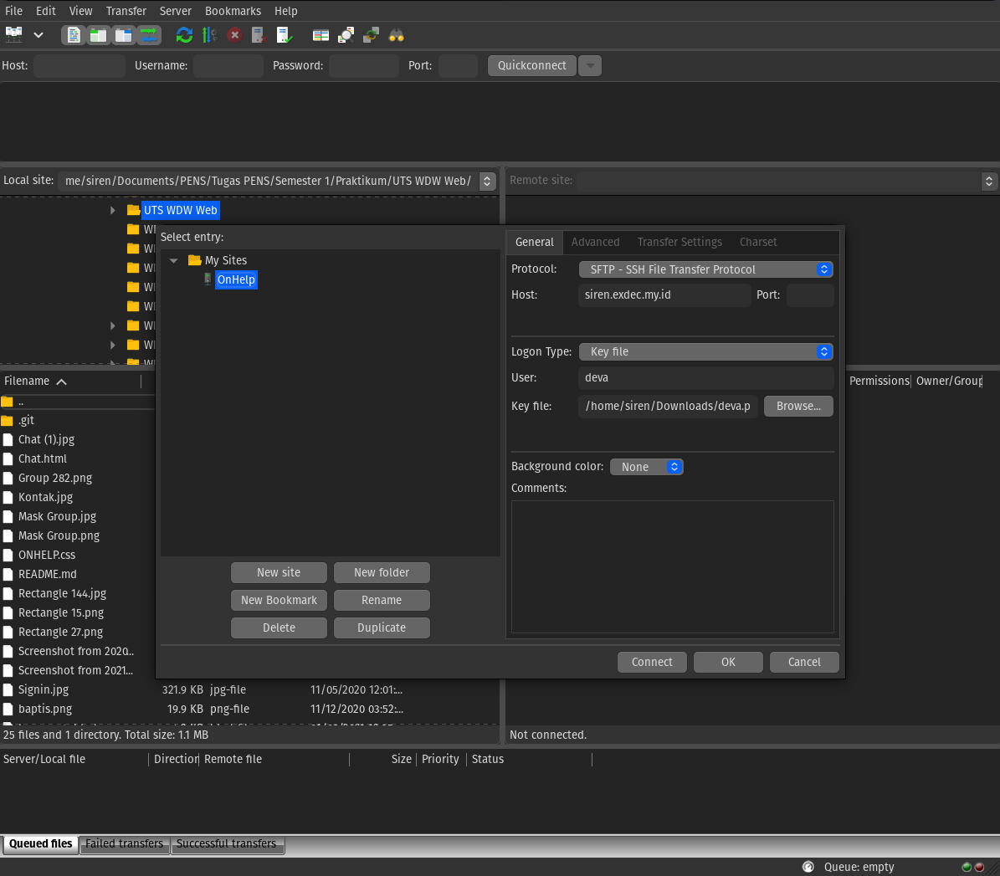 File Edit View Transfer Server Bookmarks Help
Host: Username: Password: Port: Quickconnect
Local site: me/siren/Documents/PENS/Tugas PENS/Semester 1/Praktikum/UTS WDW Web/
Remote site:
UTS WDW Web
Select entry:
My Sites
OnHelp
New site New folder
New Bookmark Rename
Delete Duplicate
General Advanced Transfer Settings Charset
Protocol: SFTP - SSH File Transfer Protocol
Host: siren.exdec.my.id Port:
Logon Type: Key file
User: deva
Key file: /home/siren/Downloads/deva.p Browse...
Background color: None
Comments:
Connect OK Cancel
Filename
Permissions Owner/Group
..
.git
Chat (1).jpg
Chat.html
Group 282.png
Kontak.jpg
Mask Group.jpg
Mask Group.png
ONHELP.css
README.md
Rectangle 144.jpg
Rectangle 15.png
Rectangle 27.png
Screenshot from 2020...
Screenshot from 2021...
Signin.jpg 321.9 KB jpg-file 11/05/2020 12:01:...
baptis.png 19.9 KB png-file 11/12/2020 03:52:...
25 files and 1 directory. Total size: 1.1 MB
Not connected.
Server/Local file Direction Remote file Size Priority Status
Queued files Failed transfers Successful transfers
Queue: empty